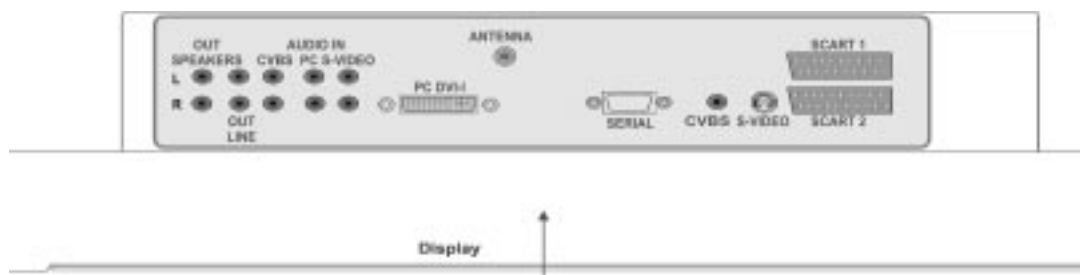 ANTENNA
OUT AUDIO IN SCART 1
SPEAKERS CVBS PC S-VIDEO
L
PC DVI-I
R
SERIAL CVBS S-VIDEO SCART 2
OUT
LINE
Display